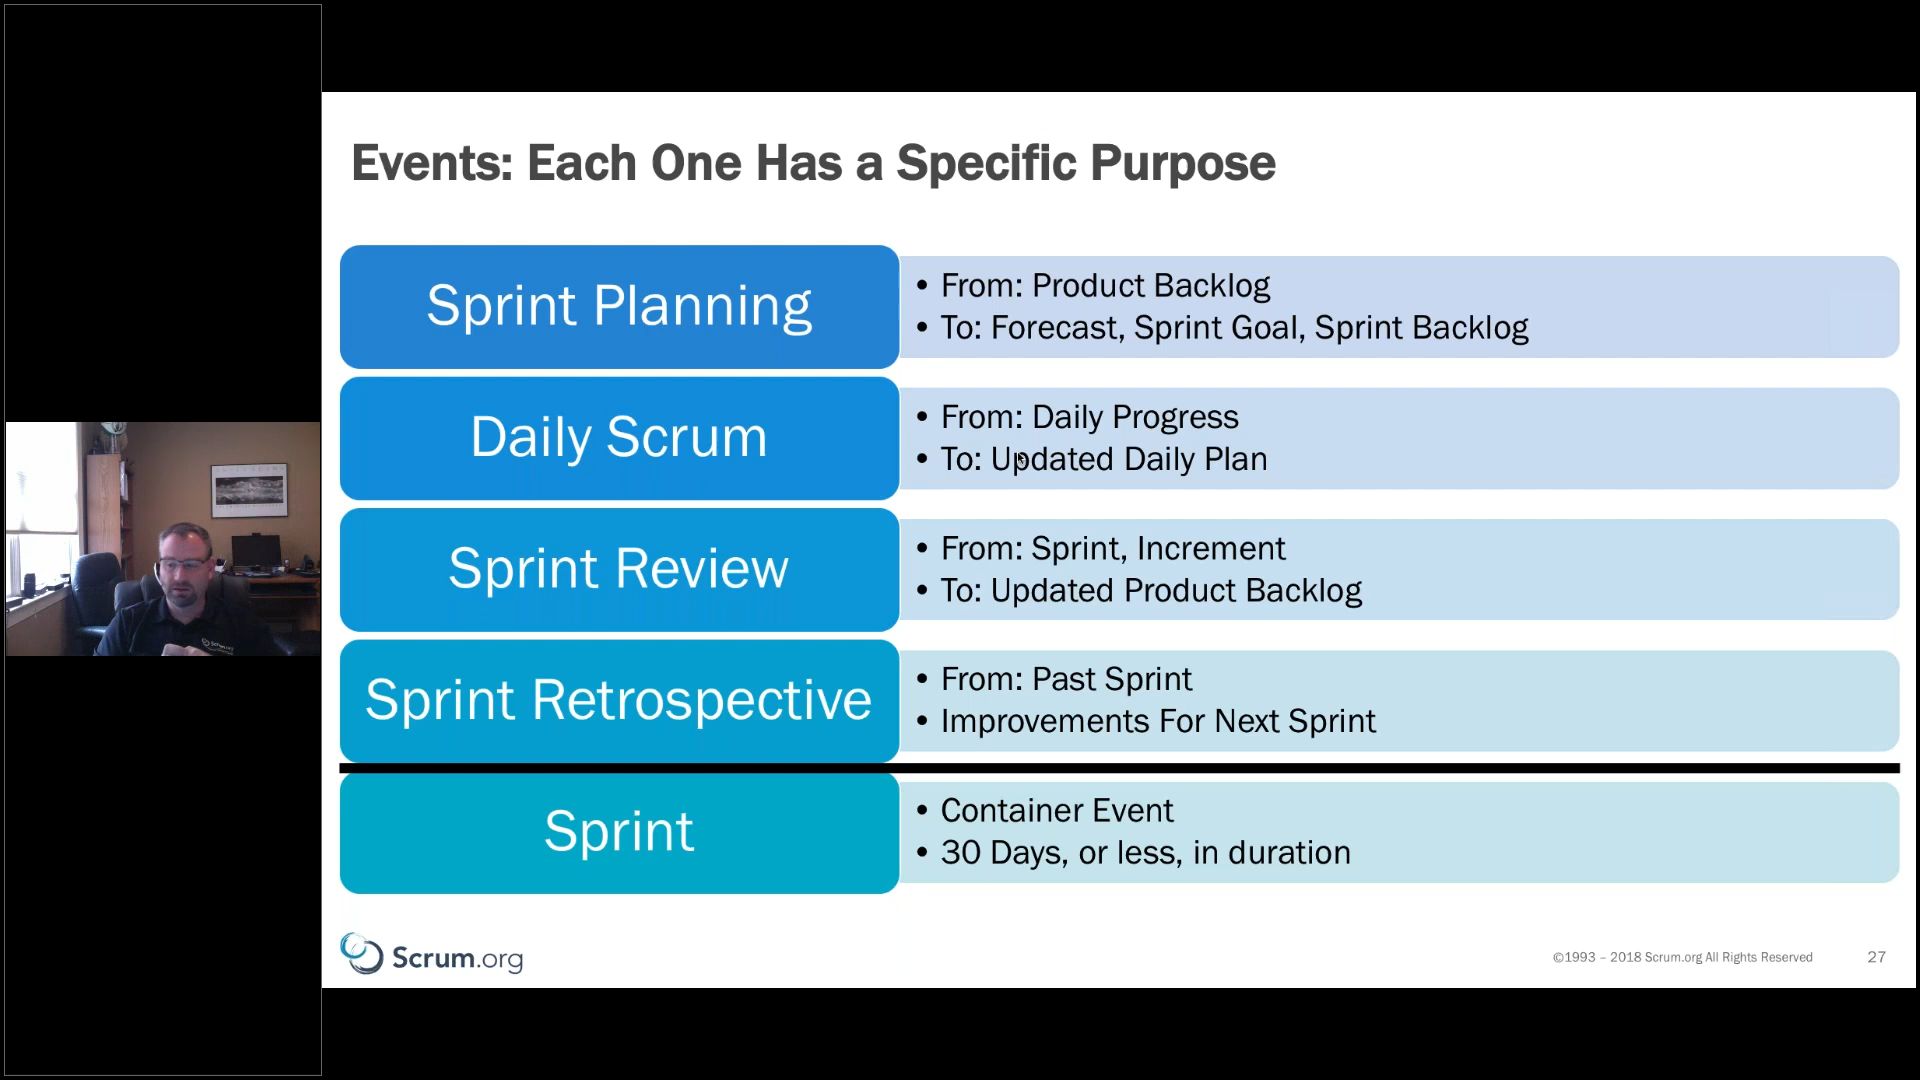 Events: Each One Has a Specific Purpose
Sprint Planning
• From: Product Backlog
• To: Forecast, Sprint Goal, Sprint Backlog
Daily Scrum
• From: Daily Progress
• To: Updated Daily Plan
Sprint Review
• From: Sprint, Increment
• To: Updated Product Backlog
Sprint Retrospective
• From: Past Sprint
• Improvements For Next Sprint
Sprint
• Container Event
• 30 Days, or less, in duration
Scrum.org
©1993 – 2018 Scrum.org All Rights Reserved
27
Scrum.org